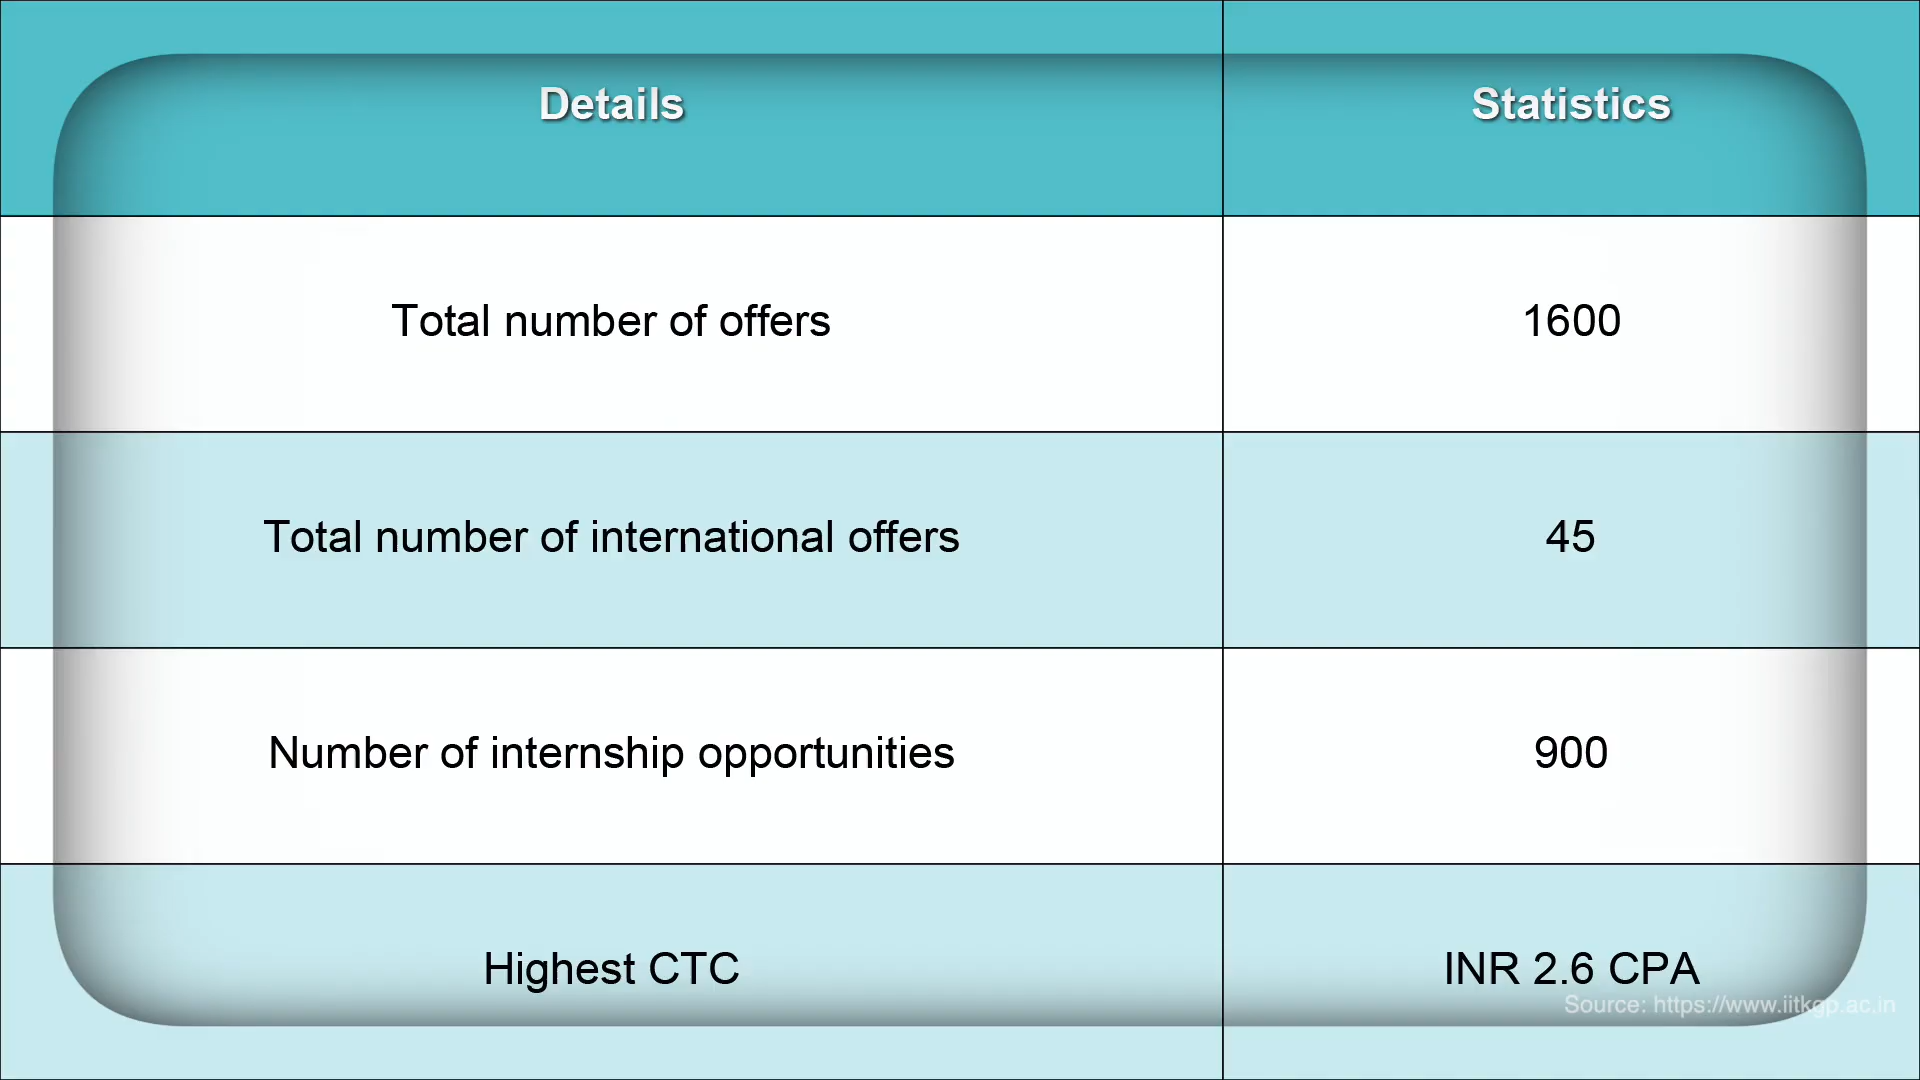 Details
Statistics
Total number of offers
1600
Total number of international offers
45
Number of internship opportunities
900
Highest CTC
INR 2.6 CPA
Source: https://www.iitkgp.ac.in